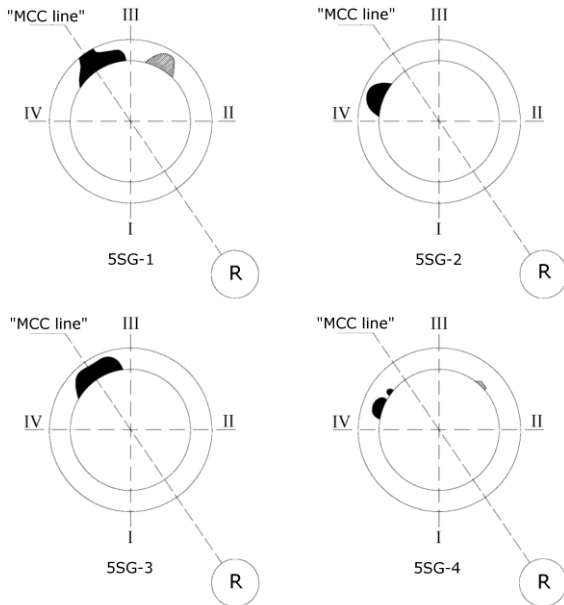 "MCC line"
III
IV
II
I
5SG-1
R
"MCC line"
III
IV
II
I
5SG-2
R
"MCC line"
III
IV
II
I
5SG-3
R
"MCC line"
III
IV
II
I
5SG-4
R